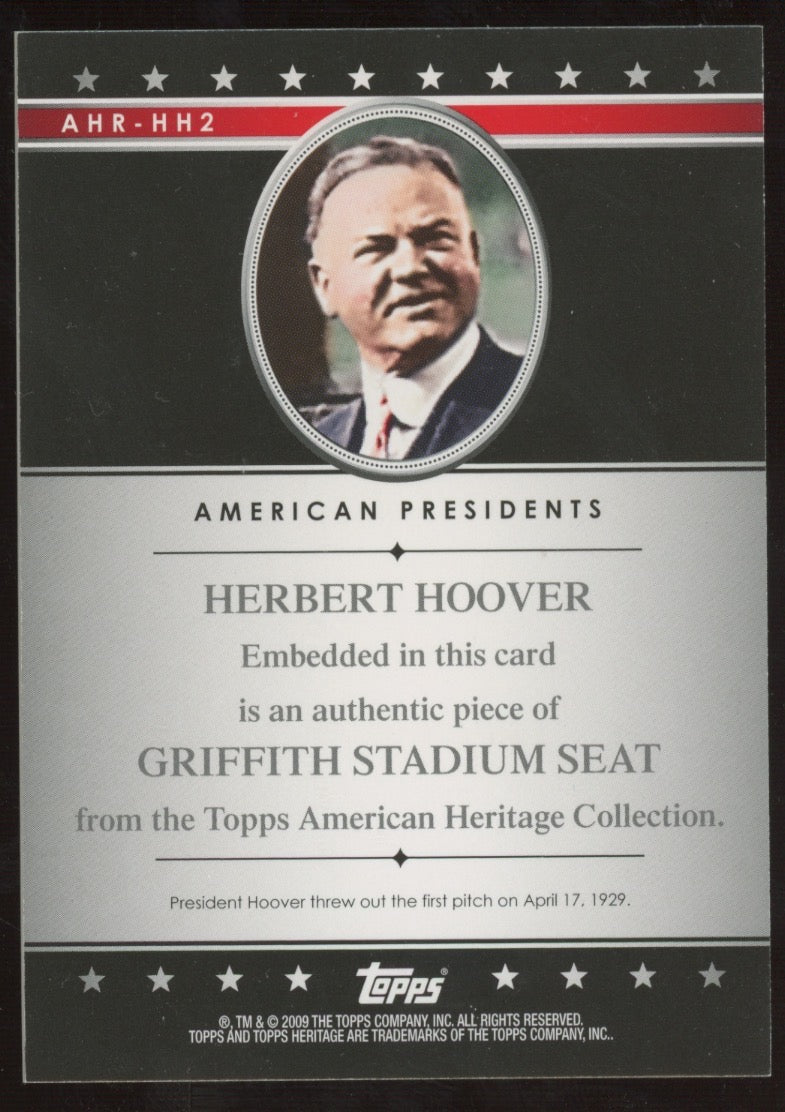 AHR-HH2
AMERICAN PRESIDENTS
HERBERT HOOVER
Embedded in this card
is an authentic piece of
GRIFFITH STADIUM SEAT
from the Topps American Heritage Collection.
President Hoover threw out the first pitch on April 17, 1929.
TOPPS®
®, TM & © 2009 THE TOPPS COMPANY, INC. ALL RIGHTS RESERVED.
TOPPS AND TOPPS HERITAGE ARE TRADEMARKS OF THE TOPPS COMPANY, INC..